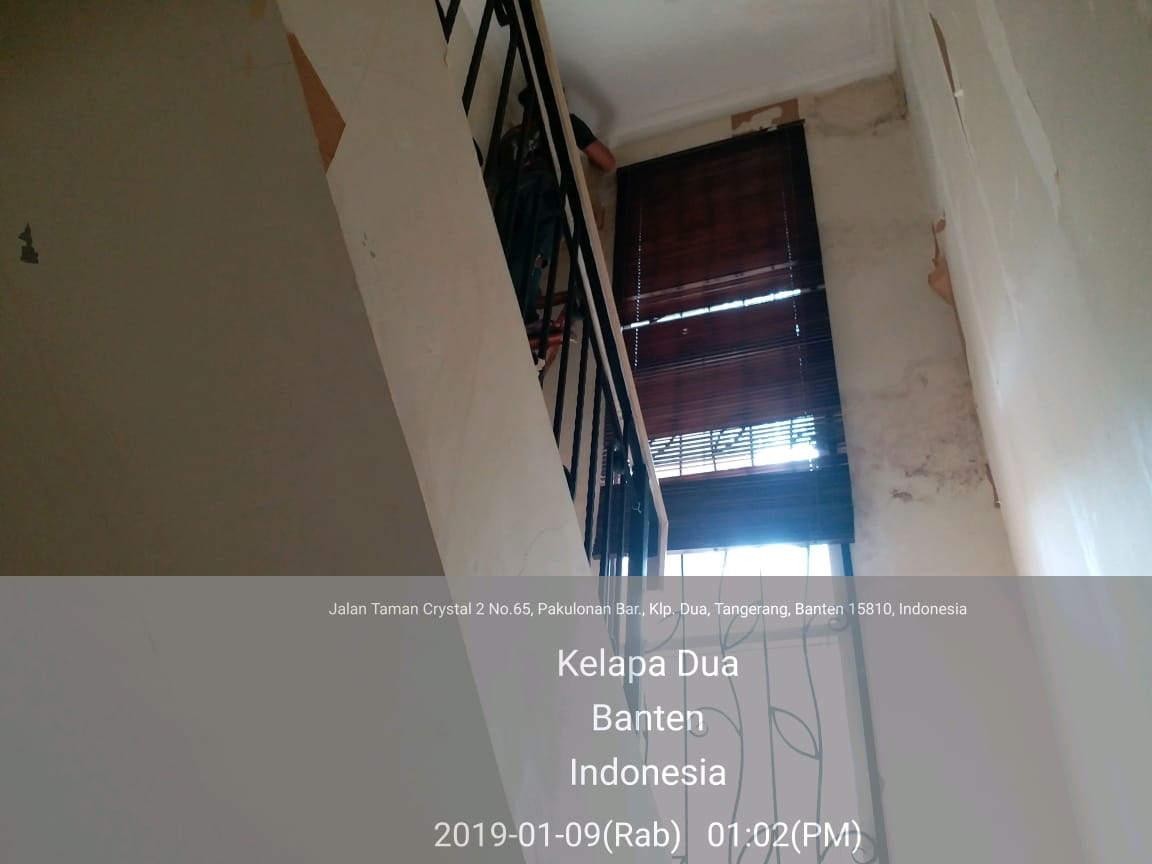 Jalan Taman Crystal 2 No.65, Pakulonan Bar., Klp. Dua, Tangerang, Banten 15810, Indonesia
Kelapa Dua
Banten
Indonesia
2019-01-09(Rab) 01:02(PM)